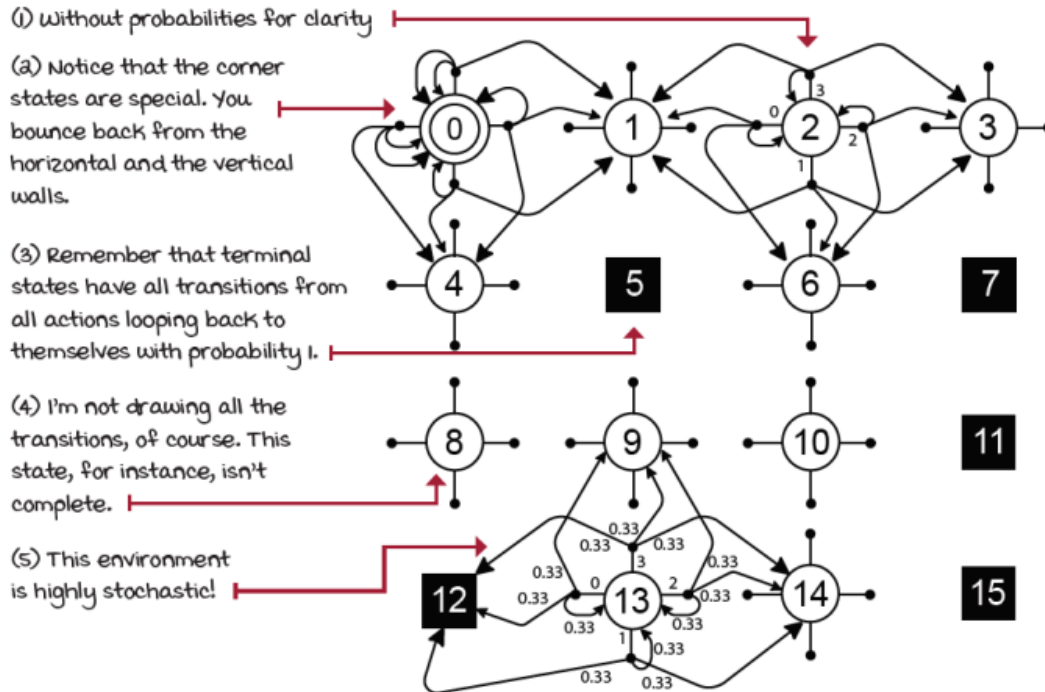 (1) Without probabilities for clarity
(2) Notice that the corner
states are special. You
bounce back from the
horizontal and the vertical
walls.
0
1
2
3
3
0
2
1
(3) Remember that terminal
states have all transitions from
all actions looping back to
themselves with probability 1.
4
5
6
7
(4) I'm not drawing all the
transitions, of course. This
state, for instance, isn't
complete.
8
9
10
11
(5) This environment
is highly stochastic!
0.33
0.33
0.33
3
0.33
0.33
0
2
0.33
0.33
12
13
14
15
0.33
0.33
1
0.33
0.33
0.33